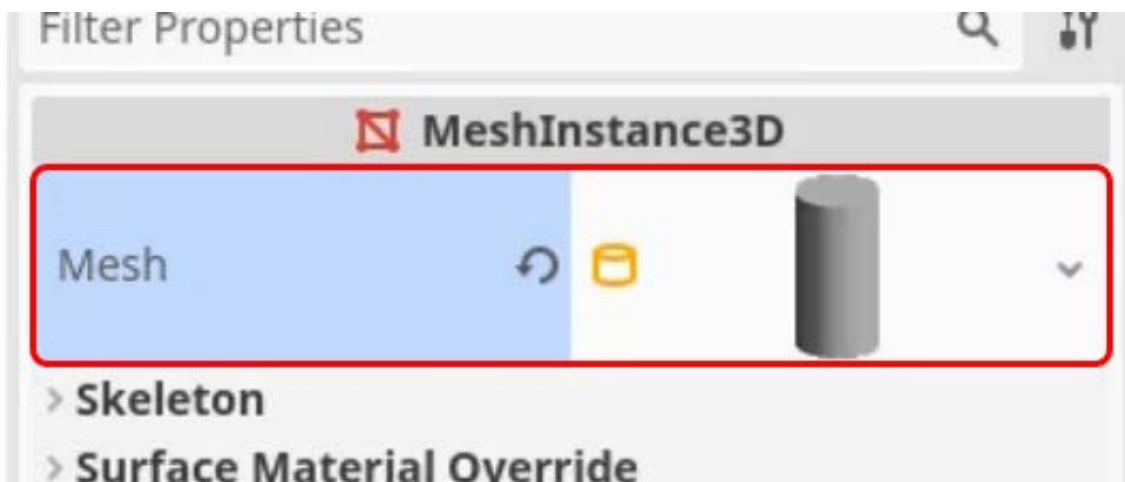 Filter Properties
MeshInstance3D
Mesh
Skeleton
Surface Material Override